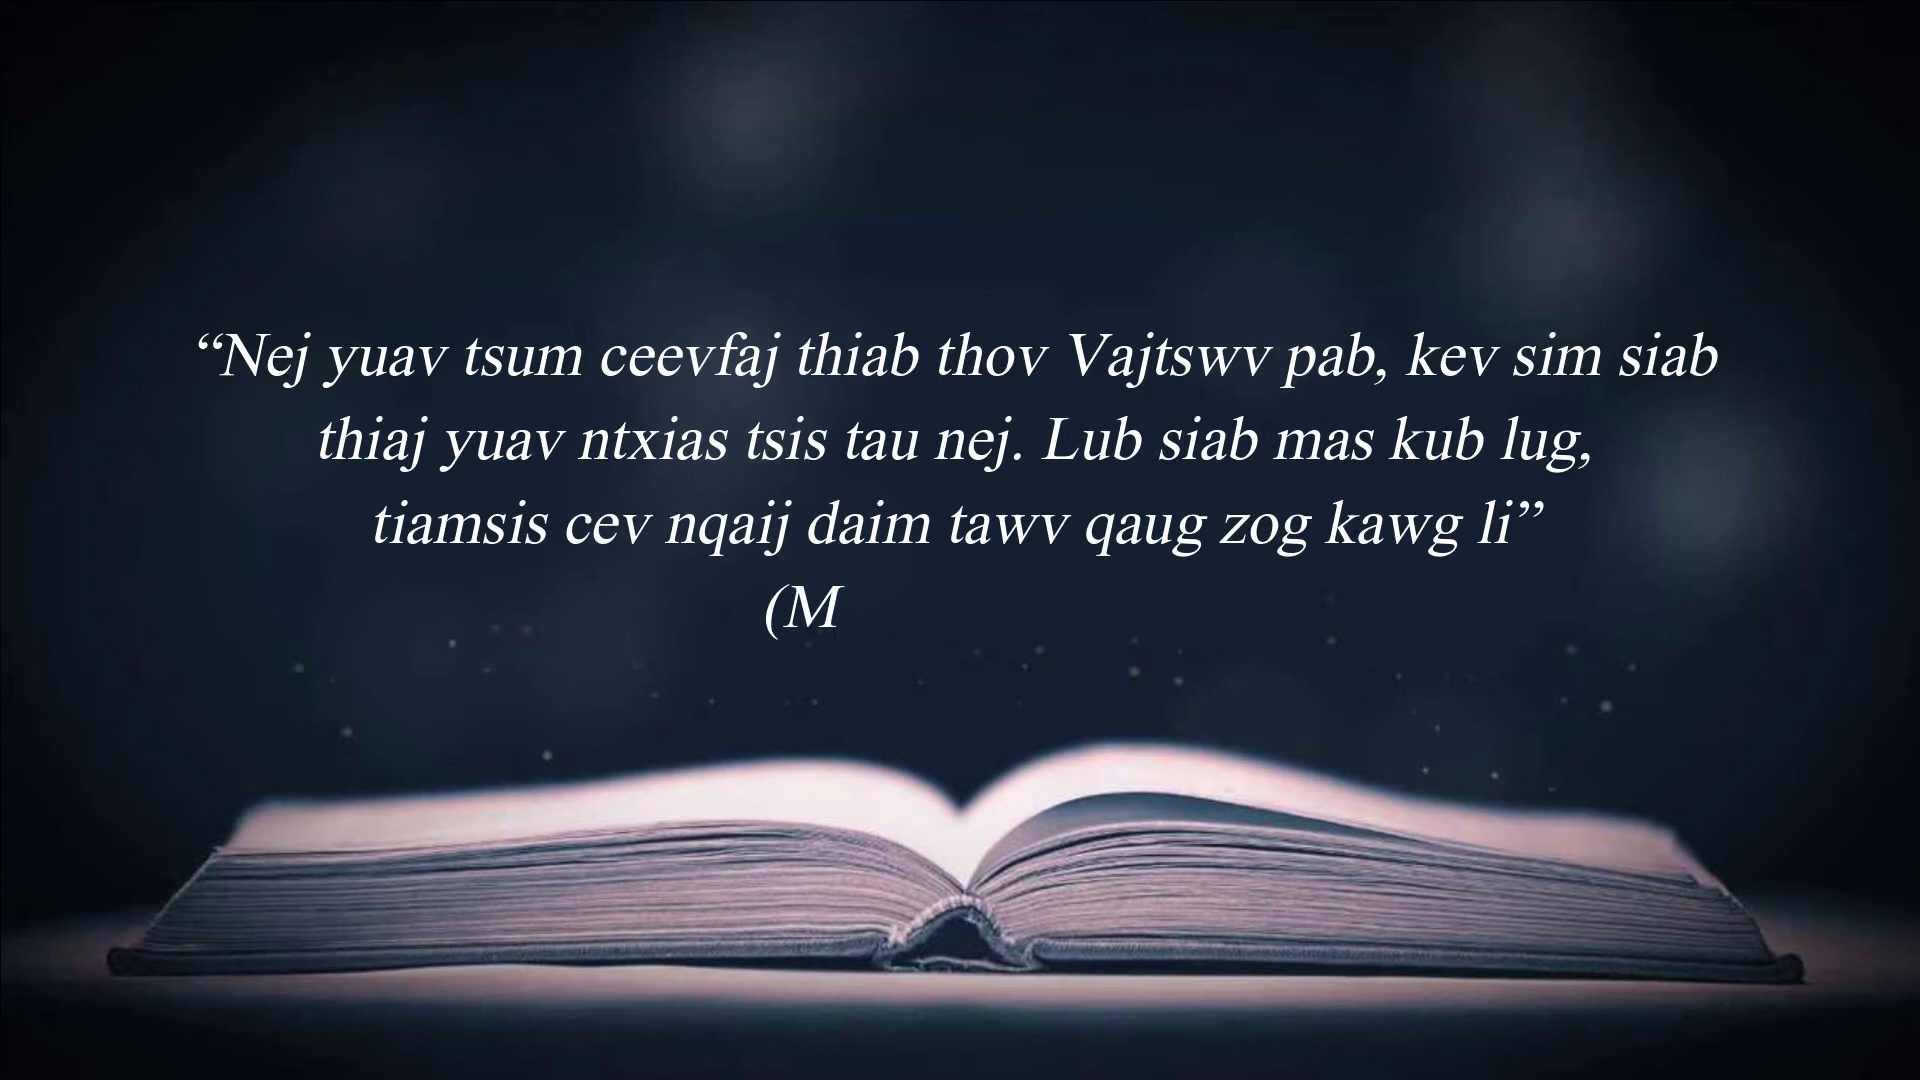 “Nej yuav tsum ceevfaj thiab thov Vajtswv pab, kev sim siab
thiaj yuav ntxias tsis tau nej. Lub siab mas kub lug,
tiamsis cev nqaij daim tawv qaug zog kawg li”
(M